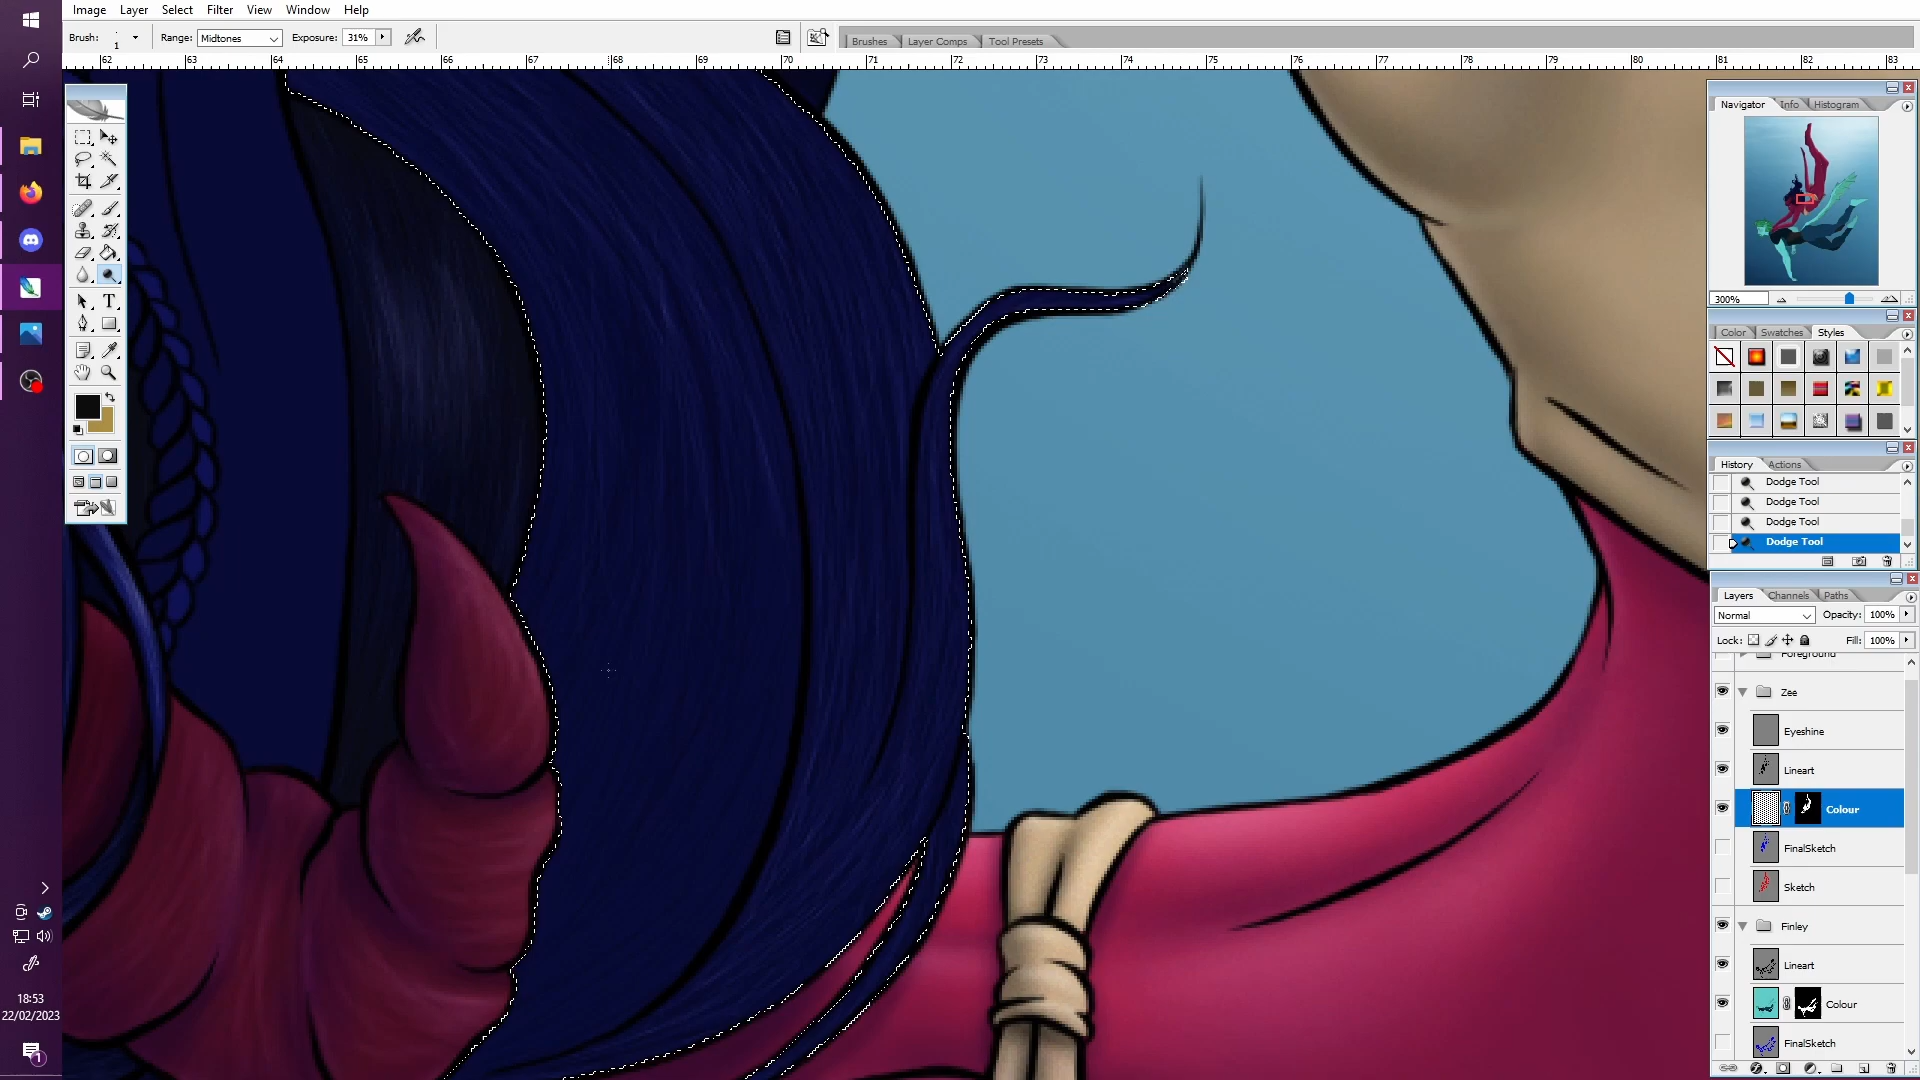 Image Layer Select Filter View Window Help
Brush: 1 Range: Midtones Exposure: 31% Brushes Layer Comps Tool Presets
62 63 64 65 66 67 68 69 70 71 72 73 74 75 76 77 78 79 80 81 82 83
Navigator Info Histogram
300%
Color Swatches Styles
T
History Actions
Dodge Tool
Dodge Tool
Dodge Tool
Dodge Tool
Layers Channels Paths
Normal Opacity: 100%
Lock: Fill: 100%
Foreground
Zee
Eyeshine
Lineart
Colour
FinalSketch
Sketch
Finley
Lineart
Colour
FinalSketch
18:53
22/02/2023
1